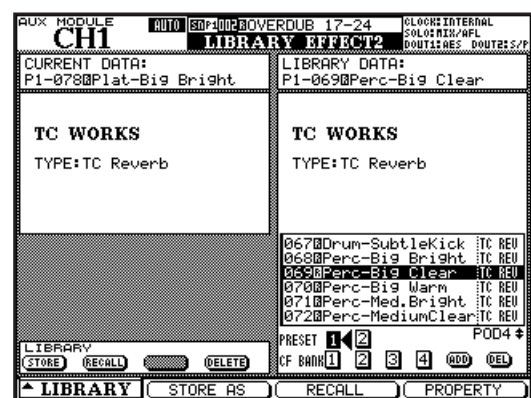 AUX MODULE
CH1
AUTO
OVERDUB 17-24
LIBRARY EFFECT2
CLOCK:INTERNAL
SOLO:MIX/AFL
DOUT1:AES DOUT2:S/P
CURRENT DATA:
P1-078 Plat-Big Bright
LIBRARY DATA:
P1-069 Perc-Big Clear
TC WORKS
TYPE:TC Reverb
TC WORKS
TYPE:TC Reverb
067 Drum-SubtleKick TC REV
068 Perc-Big Bright TC REV
069 Perc-Big Clear TC REV
070 Perc-Big Warm TC REV
071 Perc-Med.Bright TC REV
072 Perc-MediumClear TC REV
PRESET 1 2
POD4
CF BANK 1 2 3 4 ADD DEL
LIBRARY
STORE RECALL DELETE
LIBRARY STORE AS RECALL PROPERTY